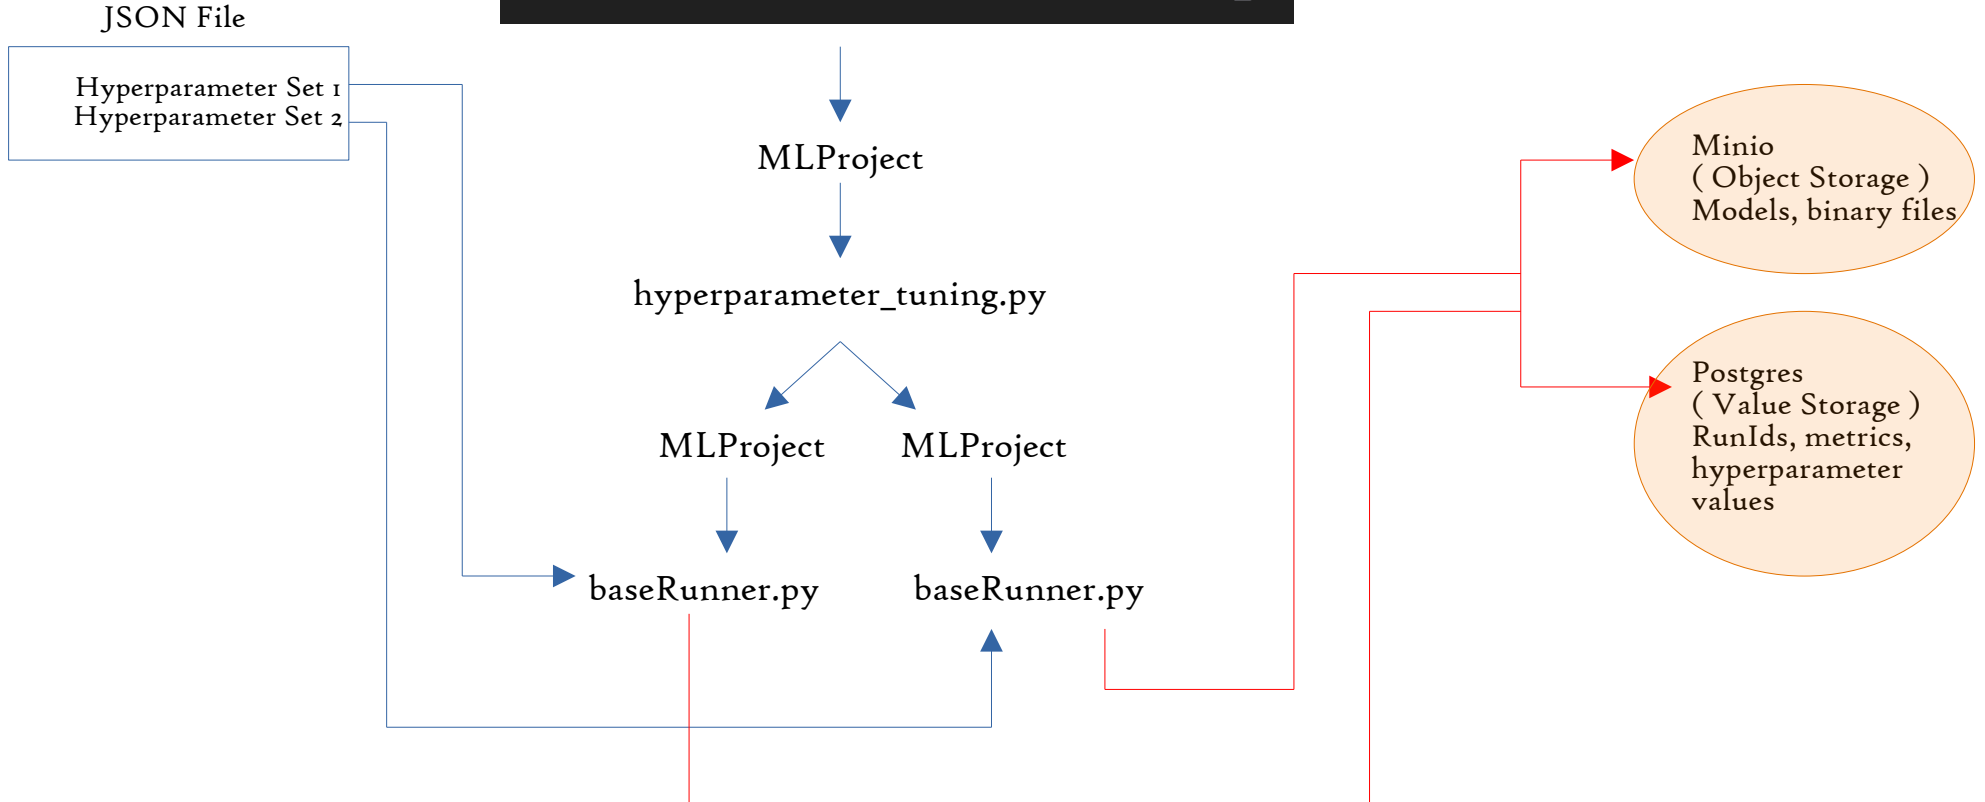 JSON File
Hyperparameter Set 1
Hyperparameter Set 2
MLProject
hyperparameter_tuning.py
MLProject
MLProject
baseRunner.py
baseRunner.py
Minio
( Object Storage )
Models, binary files
Postgres
( Value Storage )
RunIds, metrics,
hyperparameter
values